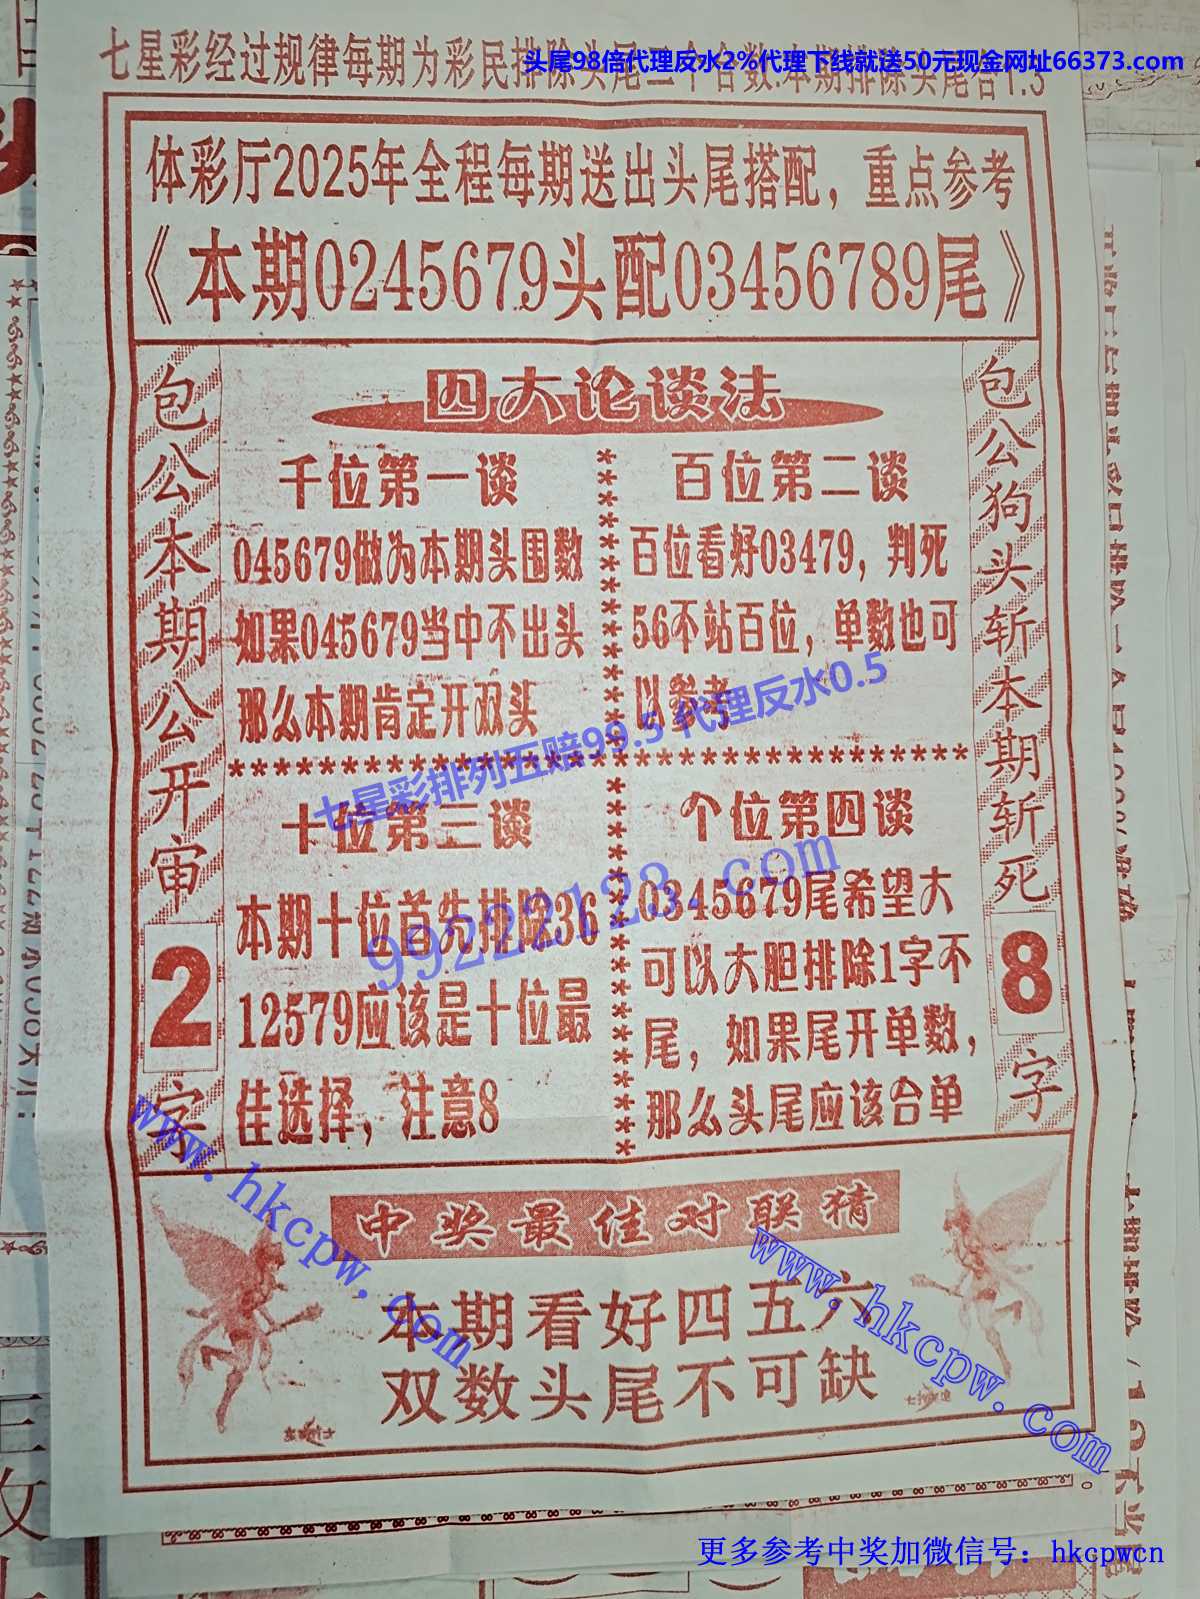 头尾98倍代理反水2%代理下线就送50元现金网址66373.com
七星彩经过规律每期为彩民排除头尾二个合数.本期排除头尾合1.5
体彩厅2025年全程每期送出头尾搭配，重点参考
《本期0245679头配03456789尾》
包公本期公开审2字
四大论谈法
千位第一谈
045679做为本期头围数
如果045679当中不出头
那么本期肯定开双头
百位第二谈
百位看好03479，判死
56不站百位，单数也可
以参考
七星彩排列五赔99.5 代理反水0.5
十位第三谈
本期十位首先排除36
12579应该是十位最
佳选择，注意8
个位第四谈
0345679尾希望大
可以大胆排除1字不
尾，如果尾开单数，
那么头尾应该合单
99222128.com
包公狗头斩本期斩死8字
www.hkcpw.com
中奖最佳对联猜
本期看好四五六
双数头尾不可缺
www.hkcpw.com
更多参考中奖加微信号：hkcpwcn